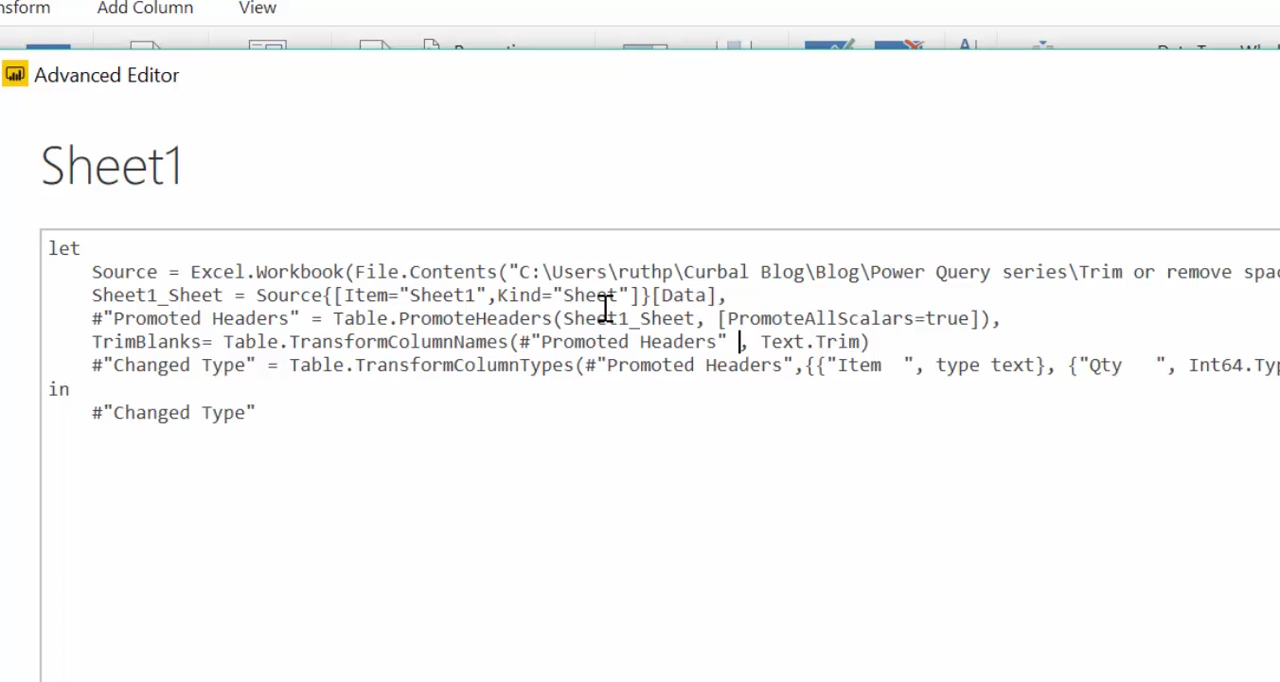 nsform Add Column View
Advanced Editor
Sheet1
let
Source = Excel.Workbook(File.Contents("C:\Users\ruthp\Curbal Blog\Blog\Power Query series\Trim or remove spac
Sheet1_Sheet = Source{[Item="Sheet1",Kind="Sheet"]}[Data],
#"Promoted Headers" = Table.PromoteHeaders(Sheet1_Sheet, [PromoteAllScalars=true]),
TrimBlanks= Table.TransformColumnNames(#"Promoted Headers" , Text.Trim)
#"Changed Type" = Table.TransformColumnTypes(#"Promoted Headers",{{"Item  ", type text}, {"Qty   ", Int64.Typ
in
#"Changed Type"